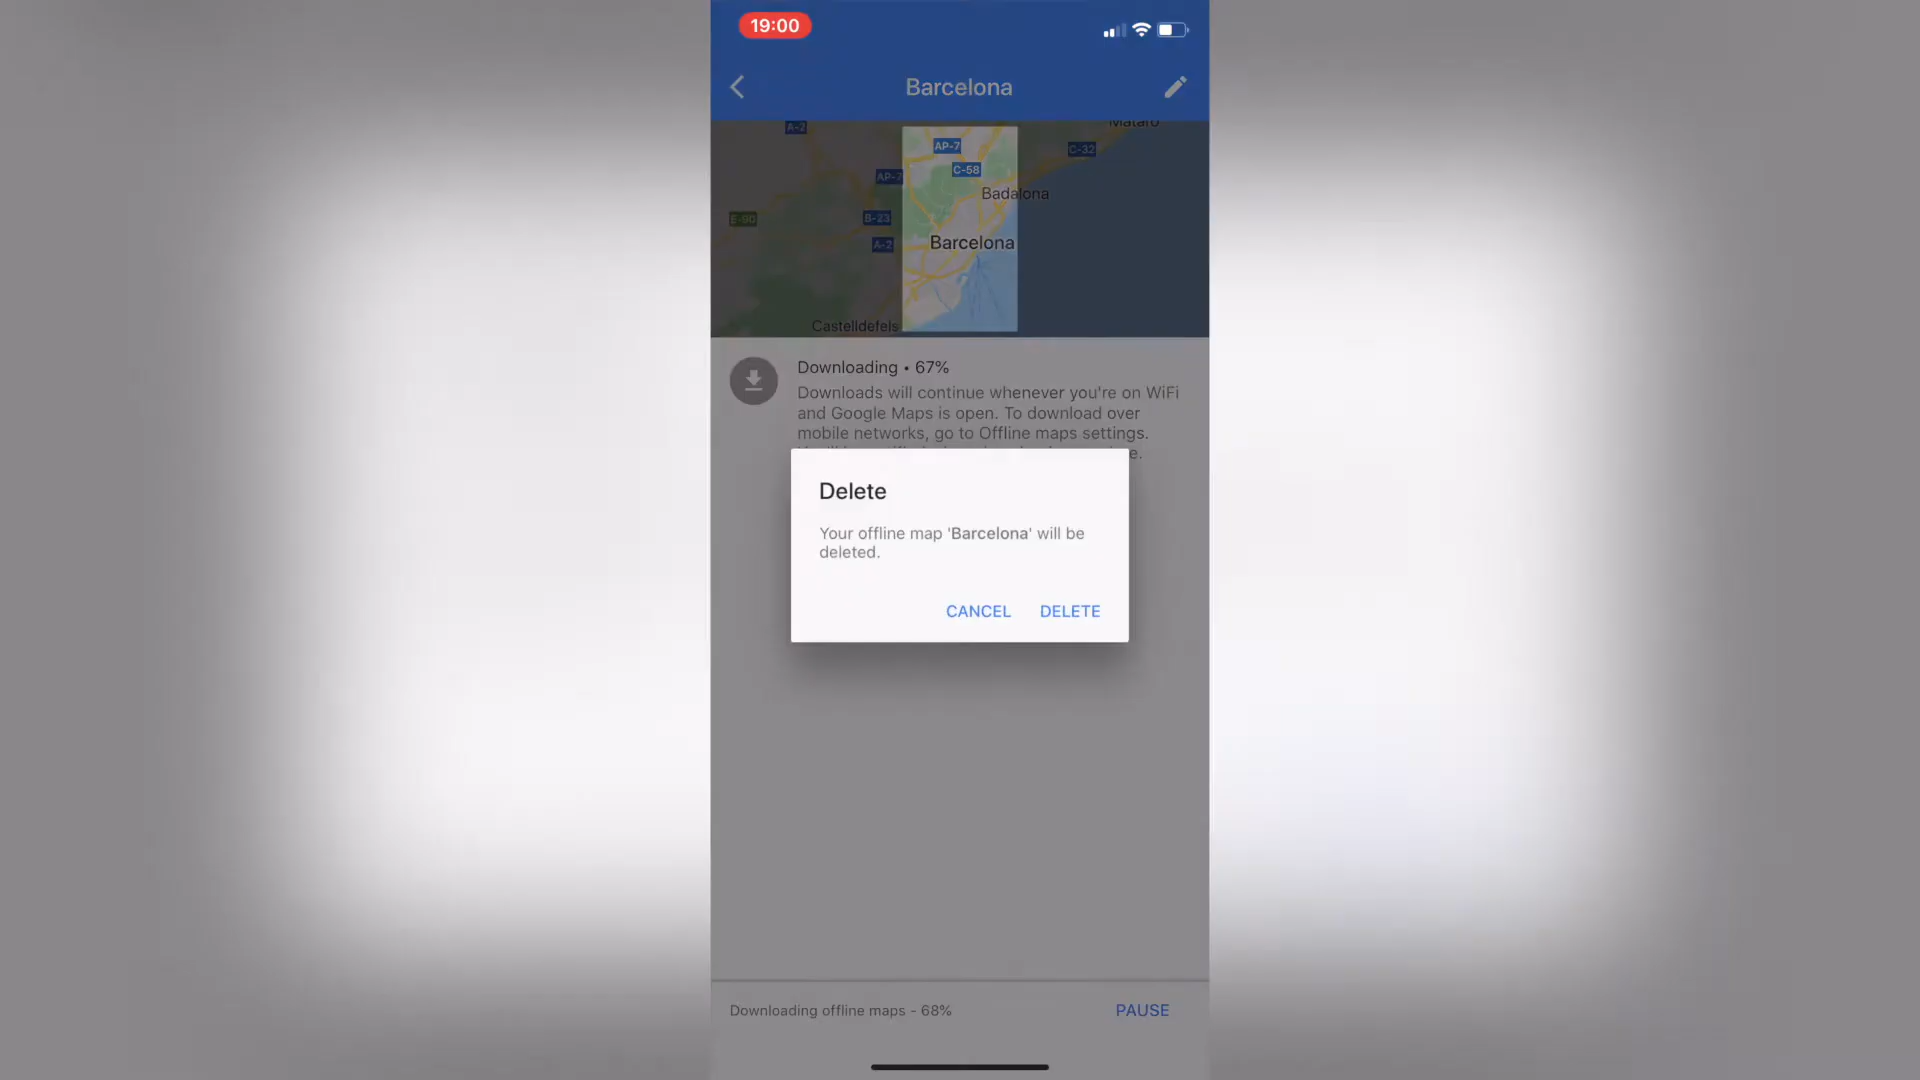 19:00
Barcelona
A-2
Mataró
AP-7
C-32
C-58
AP-7
Badalona
E-90
B-23
A-2
Barcelona
Castelldefels
Downloading • 67%
Downloads will continue whenever you're on WiFi
and Google Maps is open. To download over
mobile networks, go to Offline maps settings.
Delete
Your offline map 'Barcelona' will be
deleted.
CANCEL DELETE
Downloading offline maps - 68%
PAUSE